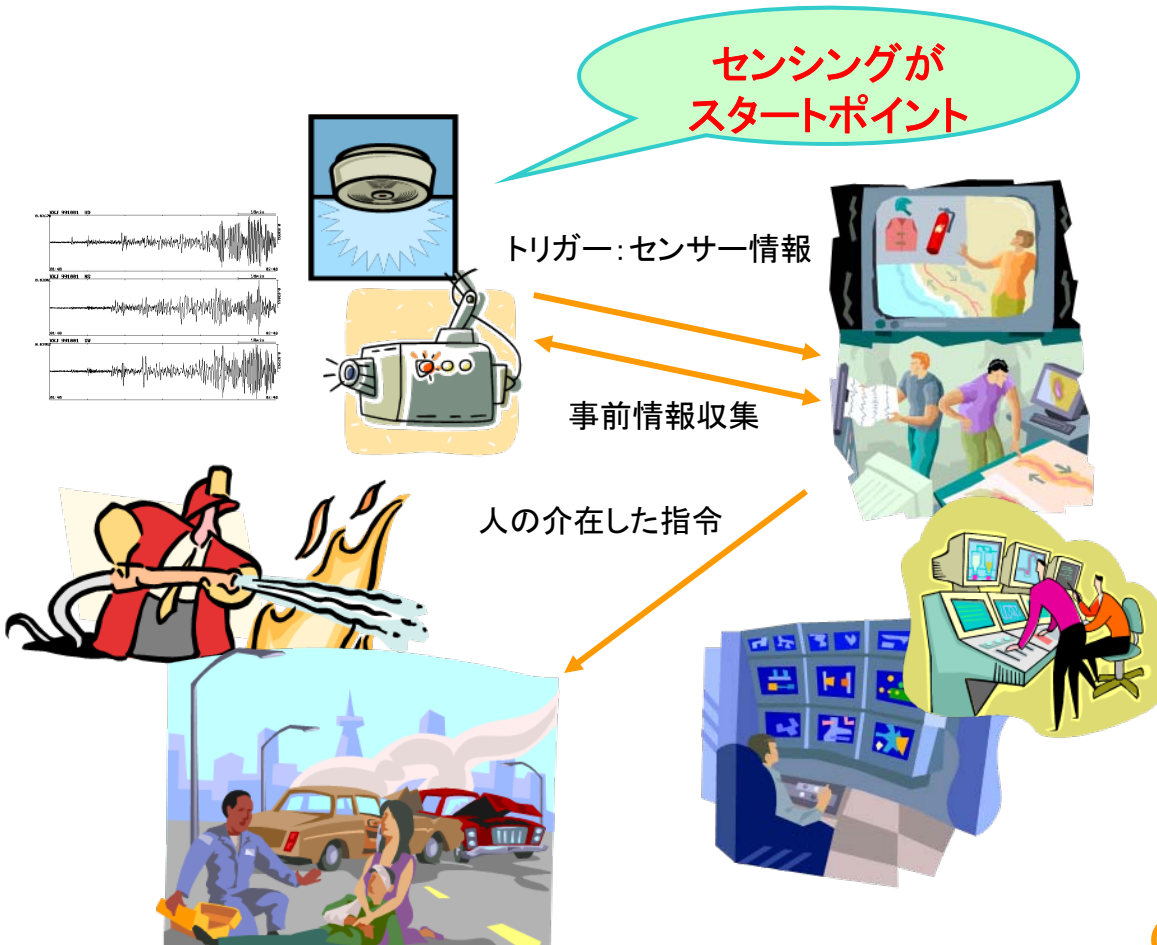 センシングが
スタートポイント
トリガー：センサー情報
事前情報収集
人の介在した指令